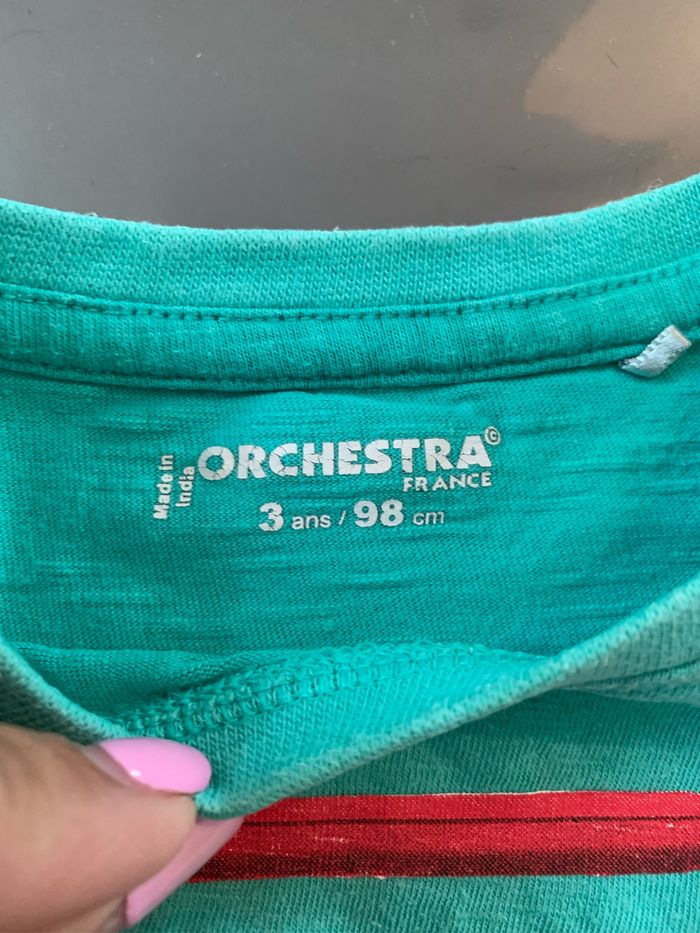 Made in
India
ORCHESTRA©
FRANCE
3 ans / 98 cm